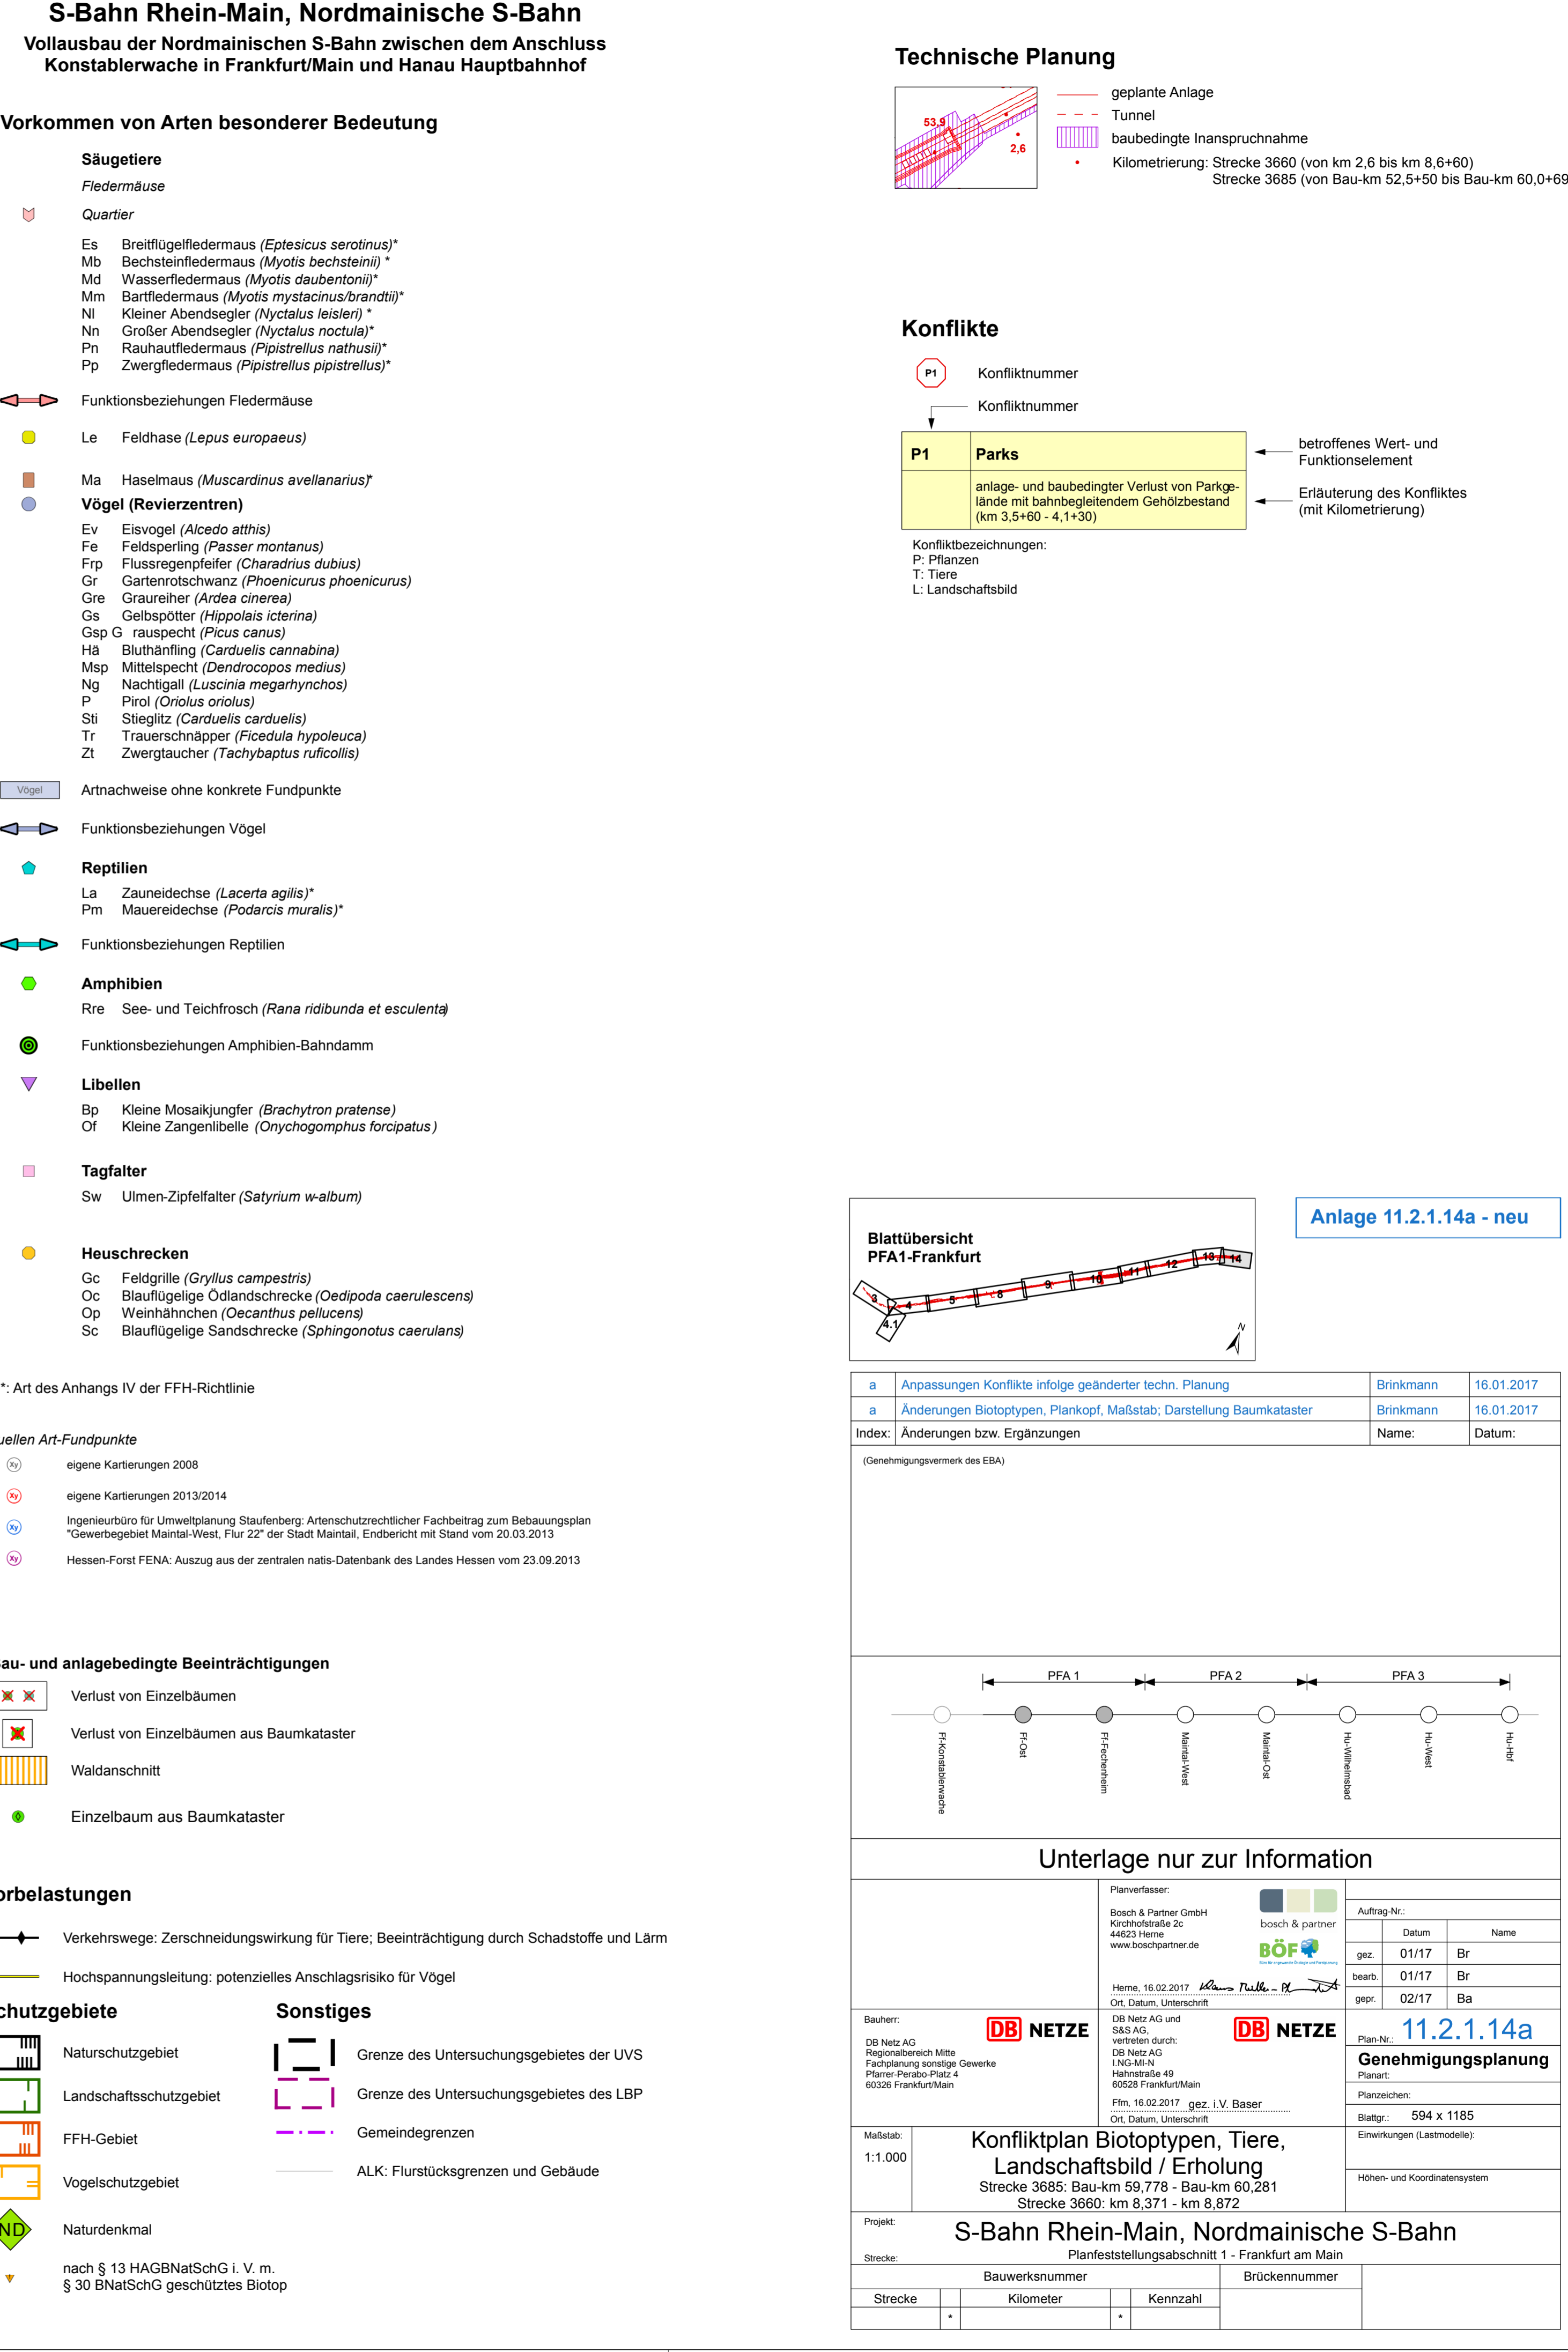 S-Bahn Rhein-Main, Nordmainische S-Bahn
Vollausbau der Nordmainischen S-Bahn zwischen dem Anschluss
Konstablerwache in Frankfurt/Main und Hanau Hauptbahnhof
Vorkommen von Arten besonderer Bedeutung
Säugetiere
Fledermäuse
Quartier
Es Breitflügelfledermaus (Eptesicus serotinus)*
Mb Bechsteinfledermaus (Myotis bechsteinii) *
Md Wasserfledermaus (Myotis daubentonii)*
Mm Bartfledermaus (Myotis mystacinus/brandtii)*
Nl Kleiner Abendsegler (Nyctalus leisleri) *
Nn Großer Abendsegler (Nyctalus noctula)*
Pn Rauhautfledermaus (Pipistrellus nathusii)*
Pp Zwergfledermaus (Pipistrellus pipistrellus)*
Funktionsbeziehungen Fledermäuse
Le Feldhase (Lepus europaeus)
Ma Haselmaus (Muscardinus avellanarius)*
Vögel (Revierzentren)
Ev Eisvogel (Alcedo atthis)
Fe Feldsperling (Passer montanus)
Frp Flussregenpfeifer (Charadrius dubius)
Gr Gartenrotschwanz (Phoenicurus phoenicurus)
Gre Graureiher (Ardea cinerea)
Gs Gelbspötter (Hippolais icterina)
Gsp G rauspecht (Picus canus)
Hä Bluthänfling (Carduelis cannabina)
Msp Mittelspecht (Dendrocopos medius)
Ng Nachtigall (Luscinia megarhynchos)
P Pirol (Oriolus oriolus)
Sti Stieglitz (Carduelis carduelis)
Tr Trauerschnäpper (Ficedula hypoleuca)
Zt Zwergtaucher (Tachybaptus ruficollis)
Vögel Artnachweise ohne konkrete Fundpunkte
Funktionsbeziehungen Vögel
Reptilien
La Zauneidechse (Lacerta agilis)*
Pm Mauereidechse (Podarcis muralis)*
Funktionsbeziehungen Reptilien
Amphibien
Rre See- und Teichfrosch (Rana ridibunda et esculenta)
Funktionsbeziehungen Amphibien-Bahndamm
Libellen
Bp Kleine Mosaikjungfer (Brachytron pratense)
Of Kleine Zangenlibelle (Onychogomphus forcipatus)
Tagfalter
Sw Ulmen-Zipfelfalter (Satyrium w-album)
Heuschrecken
Gc Feldgrille (Gryllus campestris)
Oc Blauflügelige Ödlandschrecke (Oedipoda caerulescens)
Op Weinhähnchen (Oecanthus pellucens)
Sc Blauflügelige Sandschrecke (Sphingonotus caerulans)
*: Art des Anhangs IV der FFH-Richtlinie
uellen Art-Fundpunkte
Xy eigene Kartierungen 2008
Xy eigene Kartierungen 2013/2014
Xy Ingenieurbüro für Umweltplanung Staufenberg: Artenschutzrechtlicher Fachbeitrag zum Bebauungsplan
"Gewerbegebiet Maintal-West, Flur 22" der Stadt Maintail, Endbericht mit Stand vom 20.03.2013
Xy Hessen-Forst FENA: Auszug aus der zentralen natis-Datenbank des Landes Hessen vom 23.09.2013
au- und anlagebedingte Beeinträchtigungen
Verlust von Einzelbäumen
Verlust von Einzelbäumen aus Baumkataster
Waldanschnitt
Einzelbaum aus Baumkataster
orbelastungen
Verkehrswege: Zerschneidungswirkung für Tiere; Beeinträchtigung durch Schadstoffe und Lärm
Hochspannungsleitung: potenzielles Anschlagsrisiko für Vögel
chutzgebiete
Naturschutzgebiet
Landschaftsschutzgebiet
FFH-Gebiet
Vogelschutzgebiet
ND Naturdenkmal
nach § 13 HAGBNatSchG i. V. m.
§ 30 BNatSchG geschütztes Biotop
Sonstiges
Grenze des Untersuchungsgebietes der UVS
Grenze des Untersuchungsgebietes des LBP
Gemeindegrenzen
ALK: Flurstücksgrenzen und Gebäude
Technische Planung
53,9
2,6
geplante Anlage
Tunnel
baubedingte Inanspruchnahme
Kilometrierung: Strecke 3660 (von km 2,6 bis km 8,6+60)
Strecke 3685 (von Bau-km 52,5+50 bis Bau-km 60,0+69
Konflikte
P1 Konfliktnummer
Konfliktnummer
P1 Parks
anlage- und baubedingter Verlust von Parkge-
lände mit bahnbegleitendem Gehölzbestand
(km 3,5+60 - 4,1+30)
betroffenes Wert- und
Funktionselement
Erläuterung des Konfliktes
(mit Kilometrierung)
Konfliktbezeichnungen:
P: Pflanzen
T: Tiere
L: Landschaftsbild
Anlage 11.2.1.14a - neu
Blattübersicht
PFA1-Frankfurt
3 4 4.1 5 8 9 10 11 12 13 14
N
a Anpassungen Konflikte infolge geänderter techn. Planung Brinkmann 16.01.2017
a Änderungen Biotoptypen, Plankopf, Maßstab; Darstellung Baumkataster Brinkmann 16.01.2017
Index: Änderungen bzw. Ergänzungen Name: Datum:
(Genehmigungsvermerk des EBA)
PFA 1 PFA 2 PFA 3
Ff-Konstablerwache
Ff-Ost
Ff-Fechenheim
Maintal-West
Maintal-Ost
Hu-Wilhelmsbad
Hu-West
Hu-Hbf
Unterlage nur zur Information
Planverfasser:
Bosch & Partner GmbH
Kirchhofstraße 2c
44623 Herne
www.boschpartner.de
bosch & partner
BÖF
Büro für angewandte Ökologie und Forstplanung
Herne, 16.02.2017
Ort, Datum, Unterschrift
Auftrag-Nr.:
Datum Name
gez. 01/17 Br
bearb. 01/17 Br
gepr. 02/17 Ba
Bauherr:
DB NETZE
DB Netz AG
Regionalbereich Mitte
Fachplanung sonstige Gewerke
Pfarrer-Perabo-Platz 4
60326 Frankfurt/Main
DB Netz AG und
S&S AG,
vertreten durch:
DB Netz AG
I.NG-MI-N
Hahnstraße 49
60528 Frankfurt/Main
DB NETZE
Ffm, 16.02.2017 gez. i.V. Baser
Ort, Datum, Unterschrift
Plan-Nr.: 11.2.1.14a
Genehmigungsplanung
Planart:
Planzeichen:
Blattgr.: 594 x 1185
Maßstab:
1:1.000
Konfliktplan Biotoptypen, Tiere,
Landschaftsbild / Erholung
Strecke 3685: Bau-km 59,778 - Bau-km 60,281
Strecke 3660: km 8,371 - km 8,872
Einwirkungen (Lastmodelle):
Höhen- und Koordinatensystem
Projekt:
S-Bahn Rhein-Main, Nordmainische S-Bahn
Strecke:
Planfeststellungsabschnitt 1 - Frankfurt am Main
Bauwerksnummer Brückennummer
Strecke Kilometer Kennzahl
* *